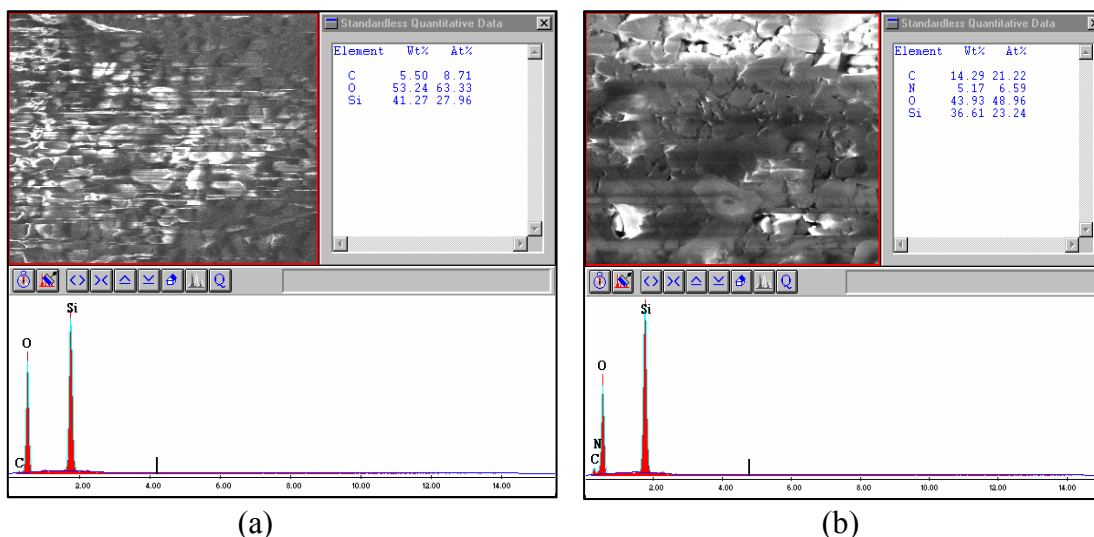 Standardless Quantitative Data
Element Wt% At%
C 5.50 8.71
O 53.24 63.33
Si 41.27 27.96
Q
Si
O
C
2.00 4.00 6.00 8.00 10.00 12.00 14.00
(a)
Standardless Quantitative Data
Element Wt% At%
C 14.29 21.22
N 5.17 6.59
O 43.93 48.96
Si 36.61 23.24
Q
Si
O
N
C
2.00 4.00 6.00 8.00 10.00 12.00 14.00
(b)